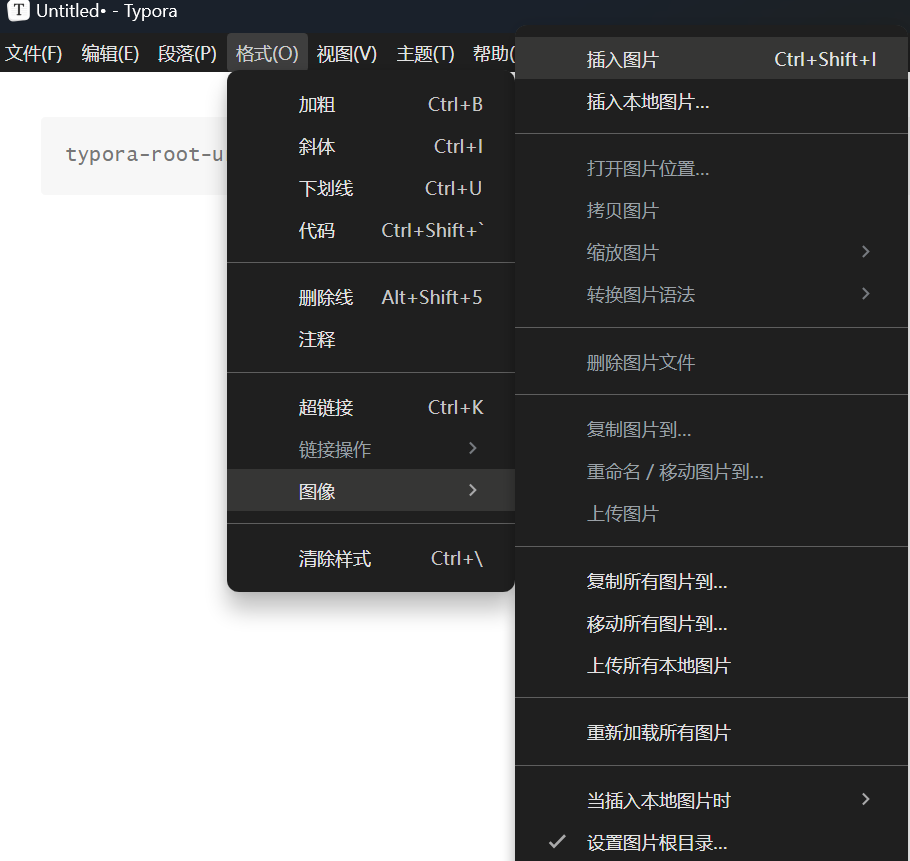 T Untitled• - Typora
文件(F) 编辑(E) 段落(P) 格式(O) 视图(V) 主题(T) 帮助(
typora-root-u
加粗 Ctrl+B
斜体 Ctrl+I
下划线 Ctrl+U
代码 Ctrl+Shift+`
删除线 Alt+Shift+5
注释
超链接 Ctrl+K
链接操作
图像
清除样式 Ctrl+\
插入图片 Ctrl+Shift+I
插入本地图片...
打开图片位置...
拷贝图片
缩放图片
转换图片语法
删除图片文件
复制图片到...
重命名 / 移动图片到...
上传图片
复制所有图片到...
移动所有图片到...
上传所有本地图片
重新加载所有图片
当插入本地图片时
设置图片根目录...